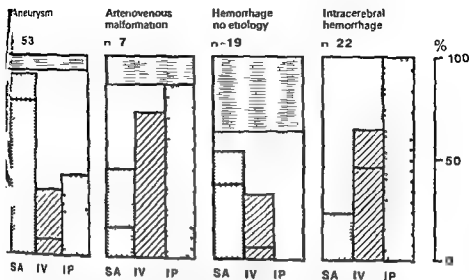 Aneurysm
53
Arteriovenous
malformation
n 7
Hemorrhage
no etiology
n-19
Intracerebral
hemorrhage
n 22
%
100
50
0
SA IV IP
SA IV IP
SA IV IP
SA IV IP